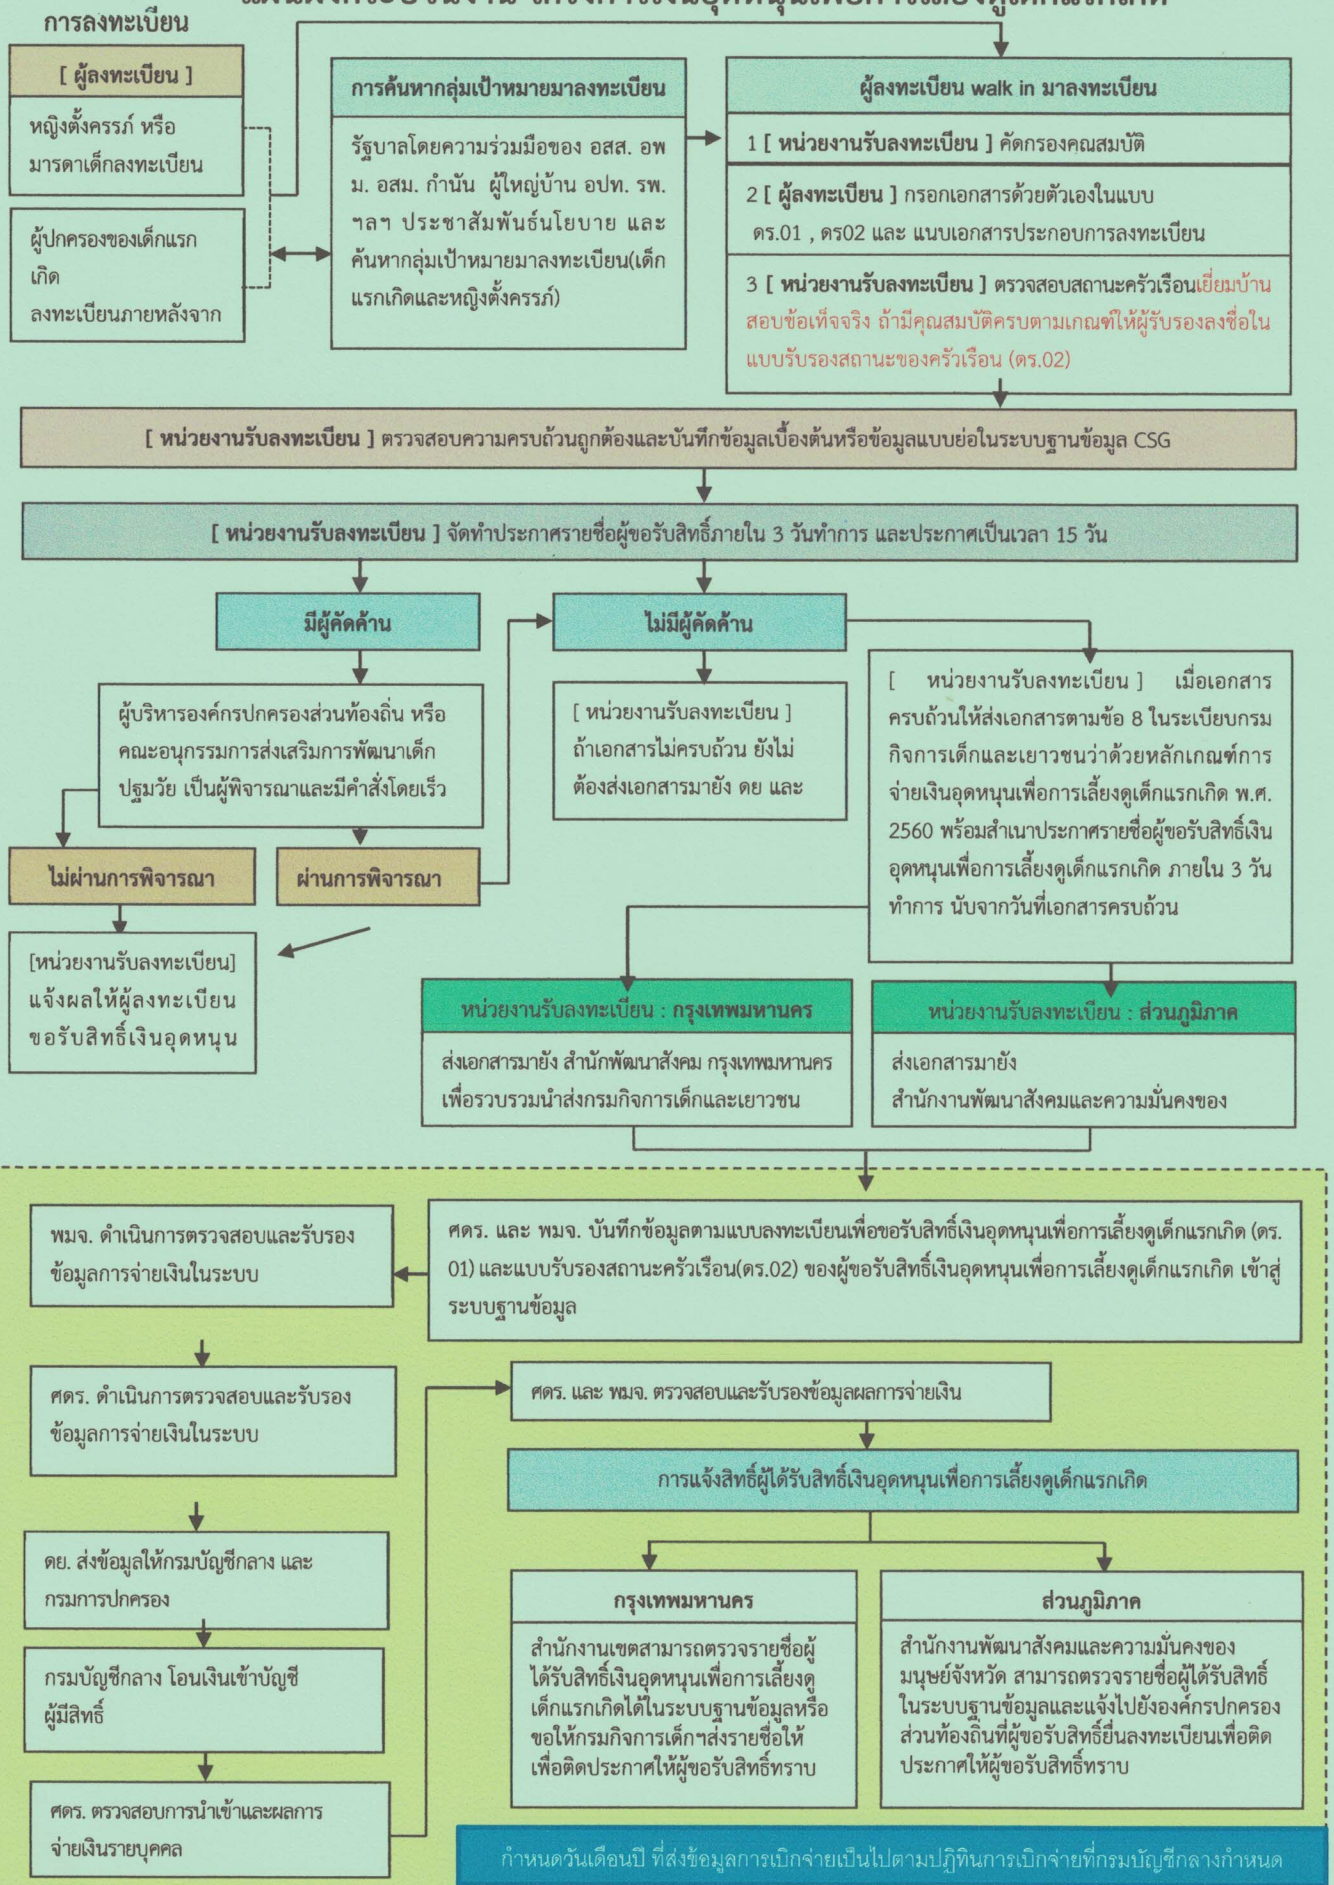 การลงทะเบียน
[ ผู้ลงทะเบียน ]
หญิงตั้งครรภ์ หรือ
มารดาเด็กลงทะเบียน
ผู้ปกครองของเด็กแรก
เกิด
ลงทะเบียนภายหลังจาก
การค้นหากลุ่มเป้าหมายมาลงทะเบียน
รัฐบาลโดยความร่วมมือของ อสส. อพ
ม. อสม. กำนัน ผู้ใหญ่บ้าน อปท. รพ.
ฯลฯ ประชาสัมพันธ์นโยบาย และ
ค้นหากลุ่มเป้าหมายมาลงทะเบียน(เด็ก
แรกเกิดและหญิงตั้งครรภ์)
ผู้ลงทะเบียน walk in มาลงทะเบียน
1 [ หน่วยงานรับลงทะเบียน ] คัดกรองคุณสมบัติ
2 [ ผู้ลงทะเบียน ] กรอกเอกสารด้วยตัวเองในแบบ
ดร.01 , ดร02 และ แนบเอกสารประกอบการลงทะเบียน
3 [ หน่วยงานรับลงทะเบียน ] ตรวจสอบสถานะครัวเรือนเยี่ยมบ้าน
สอบข้อเท็จจริง ถ้ามีคุณสมบัติครบตามเกณฑ์ให้ผู้รับรองลงชื่อใน
แบบรับรองสถานะของครัวเรือน (ดร.02)
[ หน่วยงานรับลงทะเบียน ] ตรวจสอบความครบถ้วนถูกต้องและบันทึกข้อมูลเบื้องต้นหรือข้อมูลแบบย่อในระบบฐานข้อมูล CSG
[ หน่วยงานรับลงทะเบียน ] จัดทำประกาศรายชื่อผู้ขอรับสิทธิ์ภายใน 3 วันทำการ และประกาศเป็นเวลา 15 วัน
มีผู้คัดค้าน
ไม่มีผู้คัดค้าน
ผู้บริหารองค์กรปกครองส่วนท้องถิ่น หรือ
คณะอนุกรรมการส่งเสริมการพัฒนาเด็ก
ปฐมวัย เป็นผู้พิจารณาและมีคำสั่งโดยเร็ว
[ หน่วยงานรับลงทะเบียน ]
ถ้าเอกสารไม่ครบถ้วน ยังไม่
ต้องส่งเอกสารมายัง ดย และ
[ หน่วยงานรับลงทะเบียน ] เมื่อเอกสาร
ครบถ้วนให้ส่งเอกสารตามข้อ 8 ในระเบียบกรม
กิจการเด็กและเยาวชนว่าด้วยหลักเกณฑ์การ
จ่ายเงินอุดหนุนเพื่อการเลี้ยงดูเด็กแรกเกิด พ.ศ.
2560 พร้อมสำเนาประกาศรายชื่อผู้ขอรับสิทธิ์เงิน
อุดหนุนเพื่อการเลี้ยงดูเด็กแรกเกิด ภายใน 3 วัน
ทำการ นับจากวันที่เอกสารครบถ้วน
ไม่ผ่านการพิจารณา
ผ่านการพิจารณา
[หน่วยงานรับลงทะเบียน]
แจ้งผลให้ผู้ลงทะเบียน
ขอรับสิทธิ์เงินอุดหนุน
หน่วยงานรับลงทะเบียน : กรุงเทพมหานคร
ส่งเอกสารมายัง สำนักพัฒนาสังคม กรุงเทพมหานคร
เพื่อรวบรวมนำส่งกรมกิจการเด็กและเยาวชน
หน่วยงานรับลงทะเบียน : ส่วนภูมิภาค
ส่งเอกสารมายัง
สำนักงานพัฒนาสังคมและความมั่นคงของ
พมจ. ดำเนินการตรวจสอบและรับรอง
ข้อมูลการจ่ายเงินในระบบ
ศดร. และ พมจ. บันทึกข้อมูลตามแบบลงทะเบียนเพื่อขอรับสิทธิ์เงินอุดหนุนเพื่อการเลี้ยงดูเด็กแรกเกิด (ดร.
01) และแบบรับรองสถานะครัวเรือน(ดร.02) ของผู้ขอรับสิทธิ์เงินอุดหนุนเพื่อการเลี้ยงดูเด็กแรกเกิด เข้าสู่
ระบบฐานข้อมูล
ศดร. ดำเนินการตรวจสอบและรับรอง
ข้อมูลการจ่ายเงินในระบบ
ศดร. และ พมจ. ตรวจสอบและรับรองข้อมูลผลการจ่ายเงิน
การแจ้งสิทธิ์ผู้ได้รับสิทธิ์เงินอุดหนุนเพื่อการเลี้ยงดูเด็กแรกเกิด
ดย. ส่งข้อมูลให้กรมบัญชีกลาง และ
กรมการปกครอง
กรมบัญชีกลาง โอนเงินเข้าบัญชี
ผู้มีสิทธิ์
ศดร. ตรวจสอบการนำเข้าและผลการ
จ่ายเงินรายบุคคล
กรุงเทพมหานคร
สำนักงานเขตสามารถตรวจรายชื่อผู้
ได้รับสิทธิ์เงินอุดหนุนเพื่อการเลี้ยงดู
เด็กแรกเกิดได้ในระบบฐานข้อมูลหรือ
ขอให้กรมกิจการเด็กฯส่งรายชื่อให้
เพื่อติดประกาศให้ผู้ขอรับสิทธิ์ทราบ
ส่วนภูมิภาค
สำนักงานพัฒนาสังคมและความมั่นคงของ
มนุษย์จังหวัด สามารถตรวจรายชื่อผู้ได้รับสิทธิ์
ในระบบฐานข้อมูลและแจ้งไปยังองค์กรปกครอง
ส่วนท้องถิ่นที่ผู้ขอรับสิทธิ์ยื่นลงทะเบียนเพื่อติด
ประกาศให้ผู้ขอรับสิทธิ์ทราบ
กำหนดวันเดือนปี ที่ส่งข้อมูลการเบิกจ่ายเป็นไปตามปฏิทินการเบิกจ่ายที่กรมบัญชีกลางกำหนด